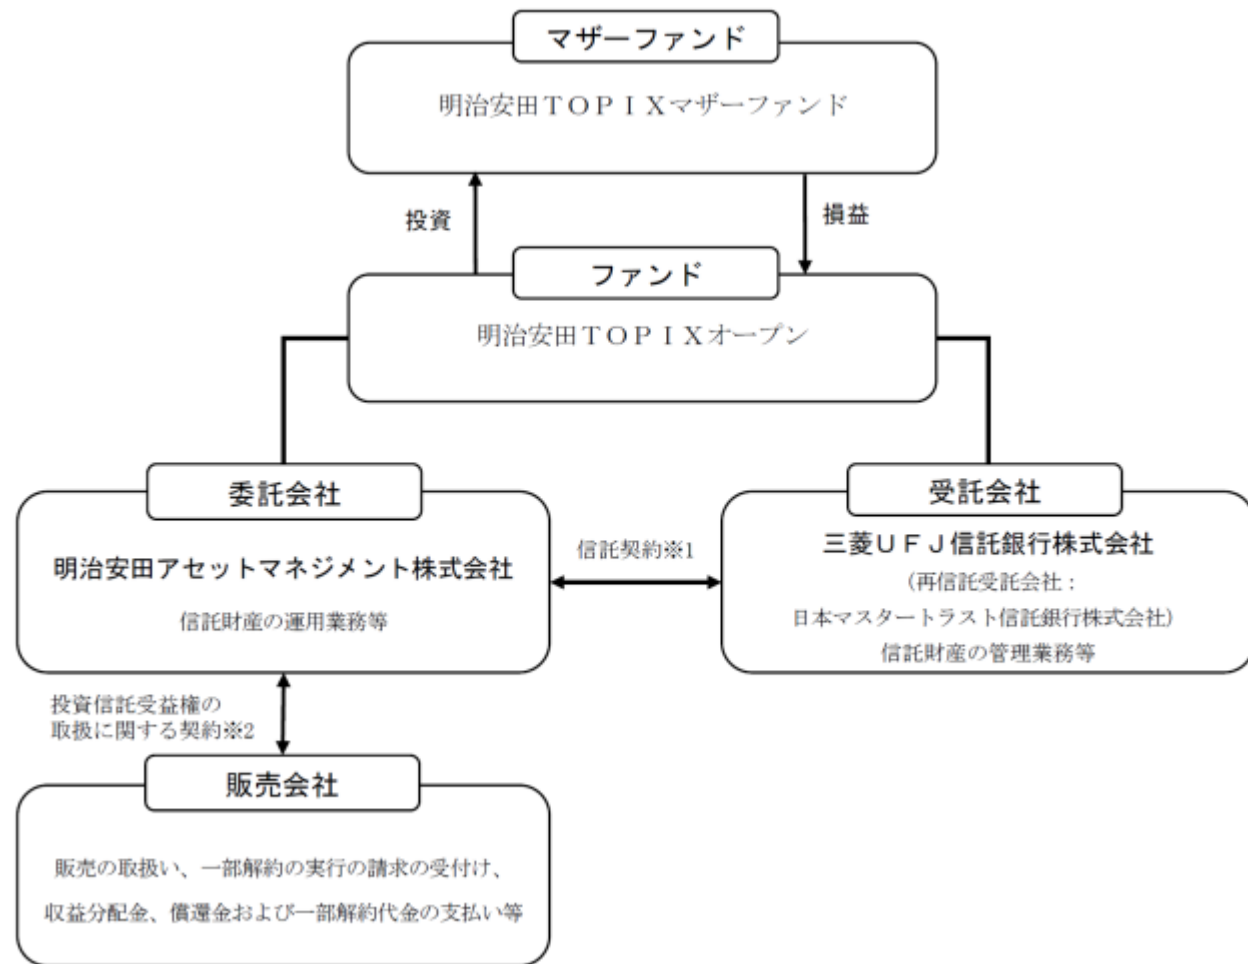 マザーファンド
明治安田ＴＯＰＩＸマザーファンド
投資
損益
ファンド
明治安田ＴＯＰＩＸオープン
委託会社
明治安田アセットマネジメント株式会社
信託財産の運用業務等
信託契約※1
受託会社
三菱ＵＦＪ信託銀行株式会社
（再信託受託会社：
日本マスタートラスト信託銀行株式会社）
信託財産の管理業務等
投資信託受益権の
取扱に関する契約※2
販売会社
販売の取扱い、一部解約の実行の請求の受付け、
収益分配金、償還金および一部解約代金の支払い等